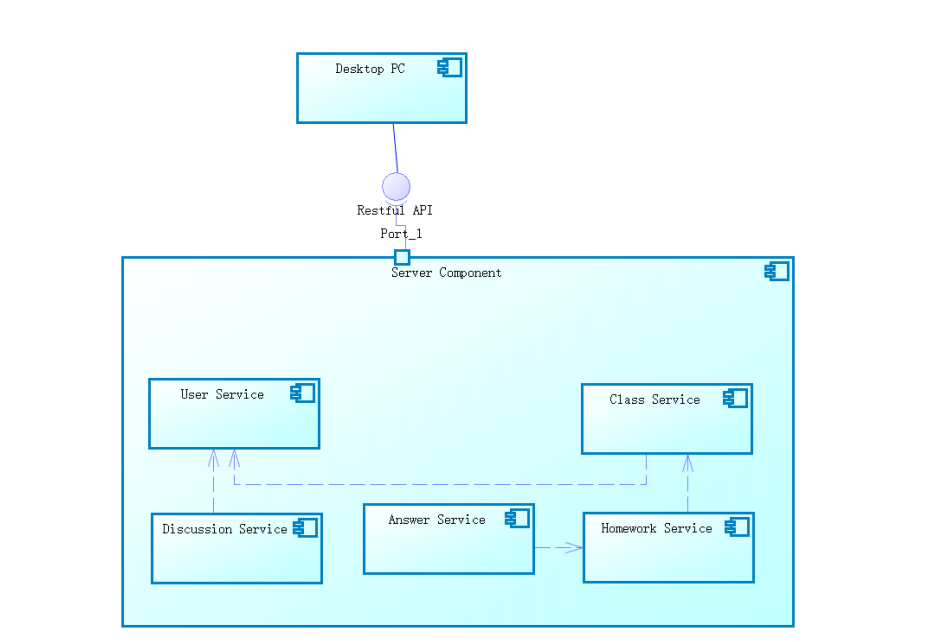 Desktop PC
Restful API
Port_1
Server Component
User Service
Class Service
Discussion Service
Answer Service
Homework Service